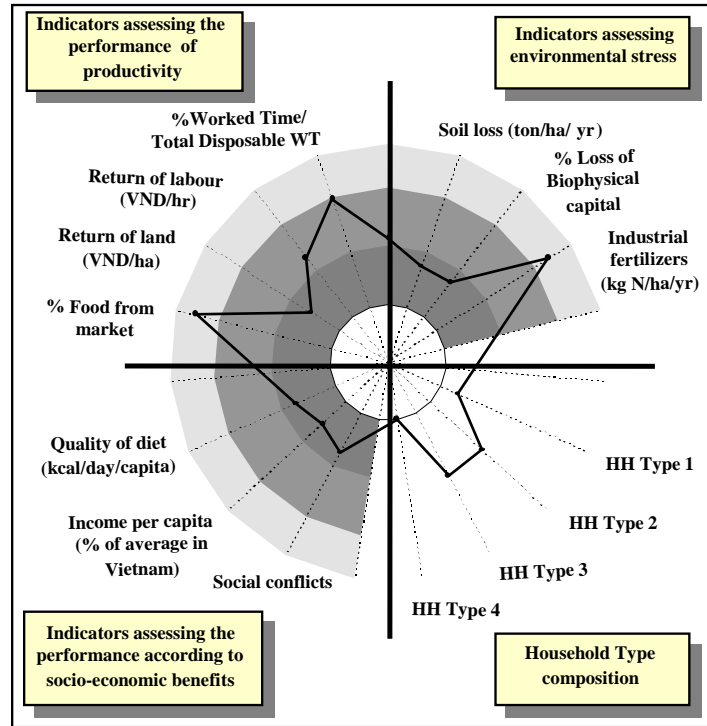 Indicators assessing the
performance of
productivity
Indicators assessing
environmental stress
%Worked Time/
Total Disposable WT
Soil loss (ton/ha/ yr)
% Loss of
Biophysical
capital
Return of labour
(VND/hr)
Return of land
(VND/ha)
Industrial
fertilizers
(kg N/ha/yr)
% Food from
market
Quality of diet
(kcal/day/capita)
HH Type 1
Income per capita
(% of average in
Vietnam)
HH Type 2
Social conflicts
HH Type 3
HH Type 4
Indicators assessing the
performance according to
socio-economic benefits
Household Type
composition